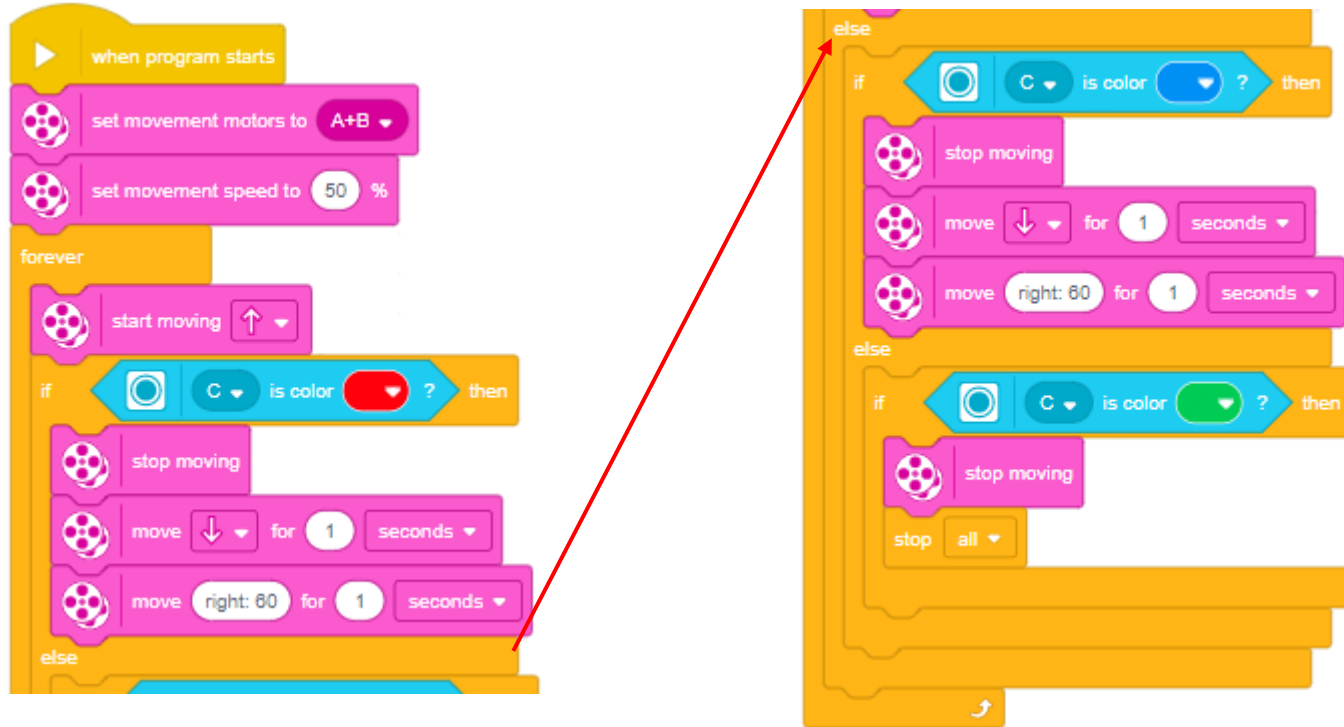 when program starts
set movement motors to A+B
set movement speed to 50 %
forever
start moving
if C is color ? then
stop moving
move for 1 seconds
move right: 60 for 1 seconds
else
else
if C is color ? then
stop moving
move for 1 seconds
move right: 60 for 1 seconds
else
if C is color ? then
stop moving
stop all